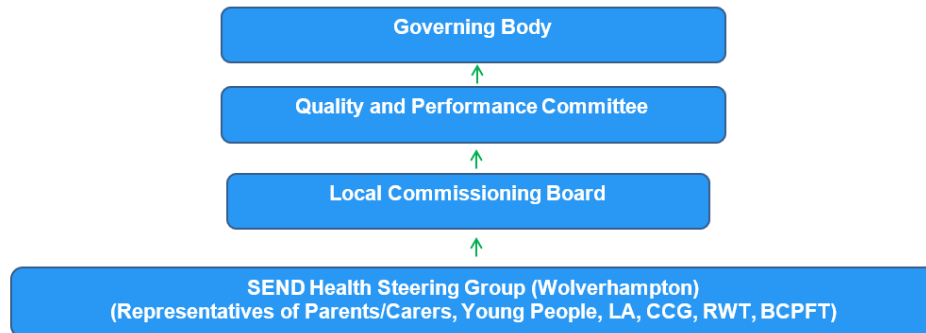 Governing Body
Quality and Performance Committee
Local Commissioning Board
SEND Health Steering Group (Wolverhampton)
(Representatives of Parents/Carers, Young People, LA, CCG, RWT, BCPFT)